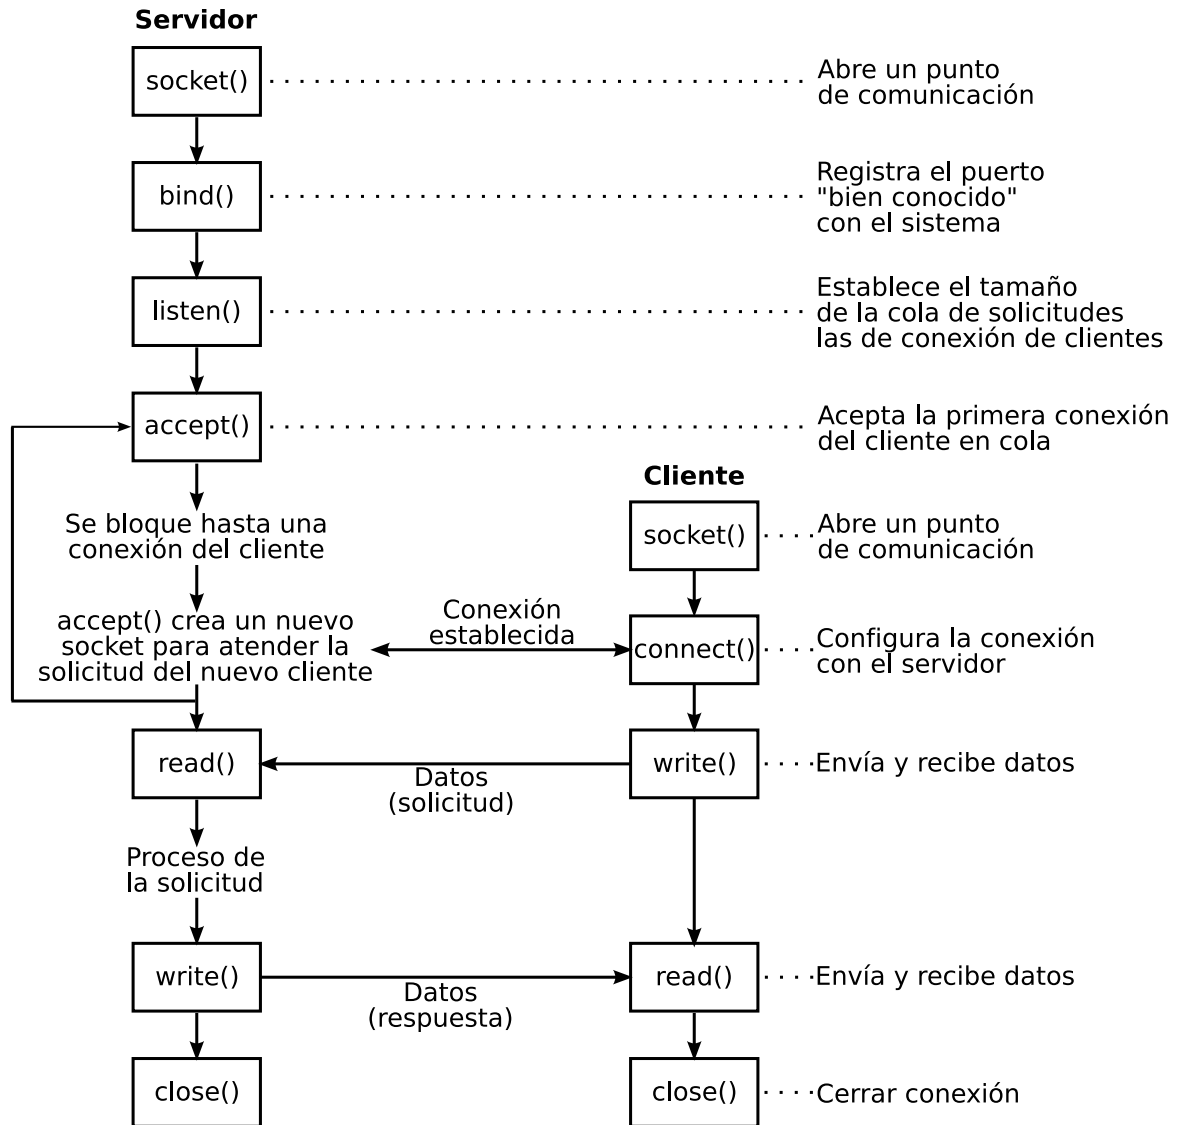 Servidor
socket()
Abre un punto
de comunicación
bind()
Registra el puerto
"bien conocido"
con el sistema
listen()
Establece el tamaño
de la cola de solicitudes
las de conexión de clientes
accept()
Acepta la primera conexión
del cliente en cola
Cliente
Se bloque hasta una
conexión del cliente
socket()
Abre un punto
de comunicación
accept() crea un nuevo
socket para atender la
solicitud del nuevo cliente
Conexión
establecida
connect()
Configura la conexión
con el servidor
read()
Datos
(solicitud)
write()
Envía y recibe datos
Proceso de
la solicitud
write()
Datos
(respuesta)
read()
Envía y recibe datos
close()
close()
Cerrar conexión